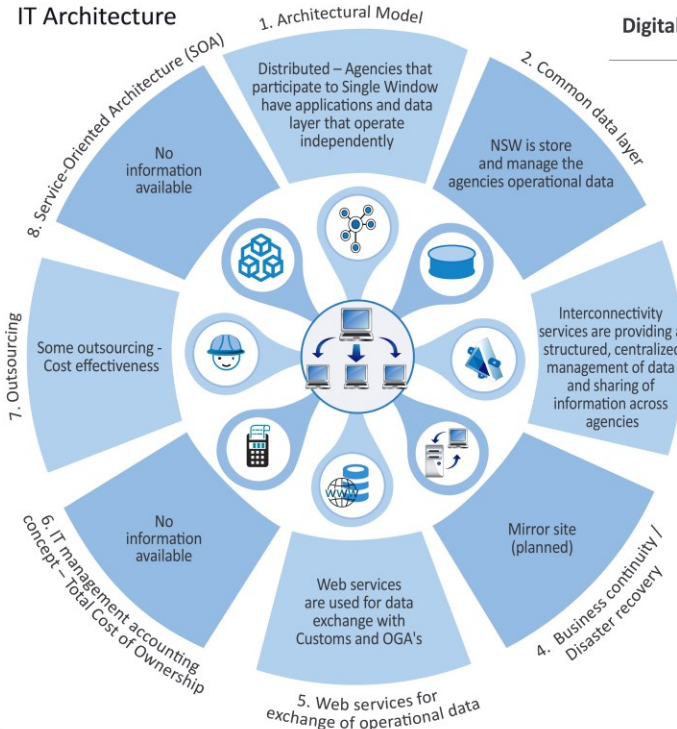 IT Architecture
Digital
1. Architectural Model
Distributed – Agencies that
participate to Single Window
have applications and data
layer that operate
independently
2. Common data layer
NSW is store
and manage the
agencies operational data
Interconnectivity
services are providing a
structured, centralized
management of data
and sharing of
information across
agencies
4. Business continuity /
Disaster recovery
Mirror site
(planned)
5. Web services for
exchange of operational data
Web services
are used for data
exchange with
Customs and OGA's
6. IT management accounting
concept – Total Cost of Ownership
No
information
available
7. Outsourcing
Some outsourcing -
Cost effectiveness
8. Service-Oriented Architecture (SOA)
No
information
available
WWW